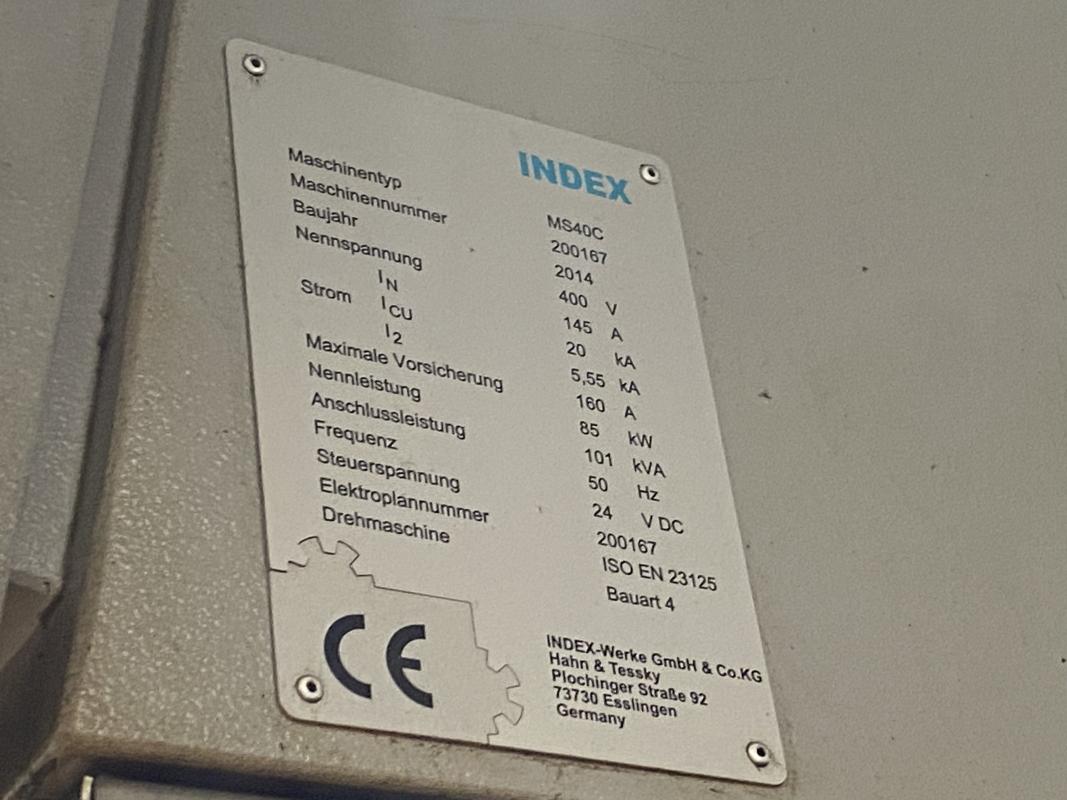 INDEX
Maschinentyp MS40C
Maschinennummer 200167
Baujahr 2014
Nennspannung 400 V
IN 145 A
Strom ICU 20 kA
I2 5,55 kA
Maximale Vorsicherung 160 A
Nennleistung 85 kW
Anschlussleistung 101 kVA
Frequenz 50 Hz
Steuerspannung 24 V DC
Elektroplannummer 200167
Drehmaschine ISO EN 23125
Bauart 4
CE
INDEX-Werke GmbH & Co.KG
Hahn & Tessky
Plochinger Straße 92
73730 Esslingen
Germany